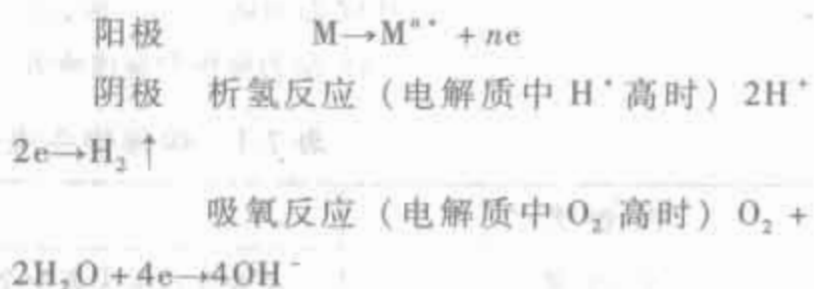 阳极 M→Mⁿ⁺ + ne
阴极 析氢反应（电解质中 H⁺ 高时）2H⁺
2e→H₂↑
吸氧反应（电解质中 O₂ 高时）O₂ +
2H₂O + 4e→4OH⁻